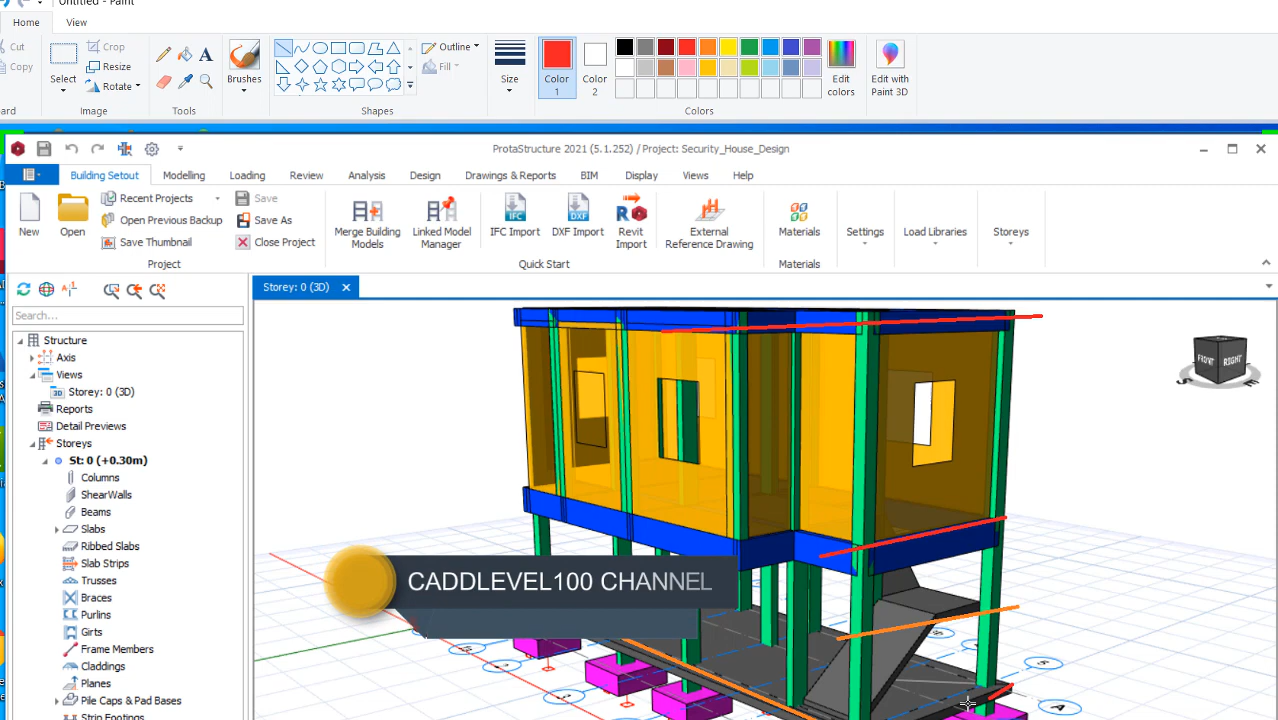 Untitled - Paint
Home View
Cut
Copy
Select
Crop
Resize
Rotate
Brushes
Outline
Fill
Size
Color
1
Color
2
Edit
colors
Edit with
Paint 3D
Image
Tools
Shapes
Colors
ProtaStructure 2021 (5.1.252) / Project: Security_House_Design
Building Setout Modelling Loading Review Analysis Design Drawings & Reports BIM Display Views Help
New
Open
Recent Projects
Open Previous Backup
Save Thumbnail
Save
Save As
Close Project
Merge Building
Models
Linked Model
Manager
IFC
IFC Import
DXF
DXF Import
Revit
Import
External
Reference Drawing
Materials
Settings
Load Libraries
Storeys
Project
Quick Start
Materials
Storey: 0 (3D)
Search...
Structure
Axis
Views
3D Storey: 0 (3D)
Reports
Detail Previews
Storeys
St: 0 (+0.30m)
Columns
ShearWalls
Beams
Slabs
Ribbed Slabs
Slab Strips
Trusses
Braces
Purlins
Girts
Frame Members
Claddings
Planes
Pile Caps & Pad Bases
Strip Footings
FRONT RIGHT
S E
CADDLEVEL100 CHANNEL
A